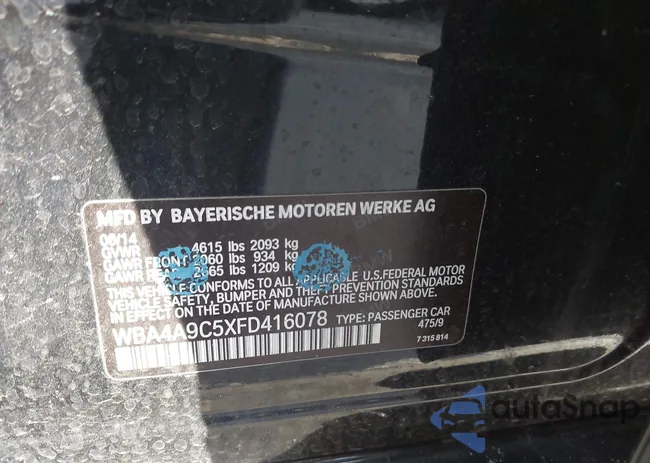 MFD BY BAYERISCHE MOTOREN WERKE AG
08/14
GVWR 4615 lbs 2093 kg
GAWR FRONT 2060 lbs 934 kg
GAWR REAR 2665 lbs 1209 kg
THIS VEHICLE CONFORMS TO ALL APPLICABLE U.S.FEDERAL MOTOR
VEHICLE SAFETY, BUMPER AND THEFT PREVENTION STANDARDS
IN EFFECT ON THE DATE OF MANUFACTURE SHOWN ABOVE.
WBA4A9C5XFD416078 TYPE: PASSENGER CAR
475/9
7 315 814
autoSnap